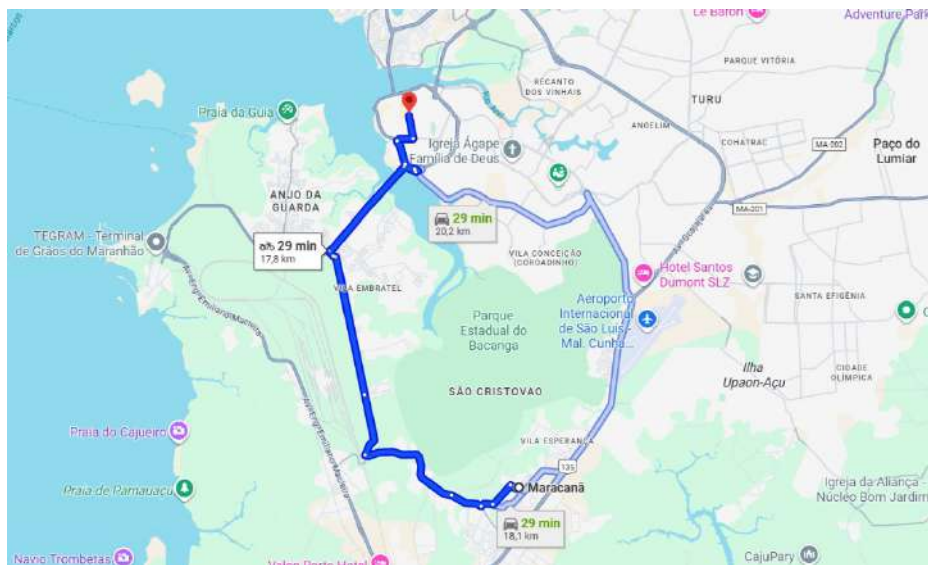 Le Baron
Adventure Park
PARQUE VITÓRIA
RECANTO
DOS VINHAIS
TURU
Praia da Guia
ANGELIM
Igreja Ágape
Família de Deus
COHATRAC
MA-202
Paço do
Lumiar
ANJO DA
GUARDA
MA-201
29 min
20,2 km
TEGRAM - Terminal
de Grãos do Maranhão
29 min
17,8 km
VILA CONCEIÇÃO
(COROADINHO)
Hotel Santos
Dumont SLZ
VILA EMBRATEL
SANTA EFIGÊNIA
Aeroporto
Internacional
de São Luís -
Mal. Cunha...
Parque
Estadual do
Bacanga
Ilha
Upaon-Açu
CIDADE
OLÍMPICA
SÃO CRISTOVAO
Praia do Cajueiro
VILA ESPERANÇA
135
Igreja da Aliança -
Núcleo Bom Jardim
Maracanã
Praia de Parnauaçu
29 min
18,1 km
Navio Trombetas
CajuPary